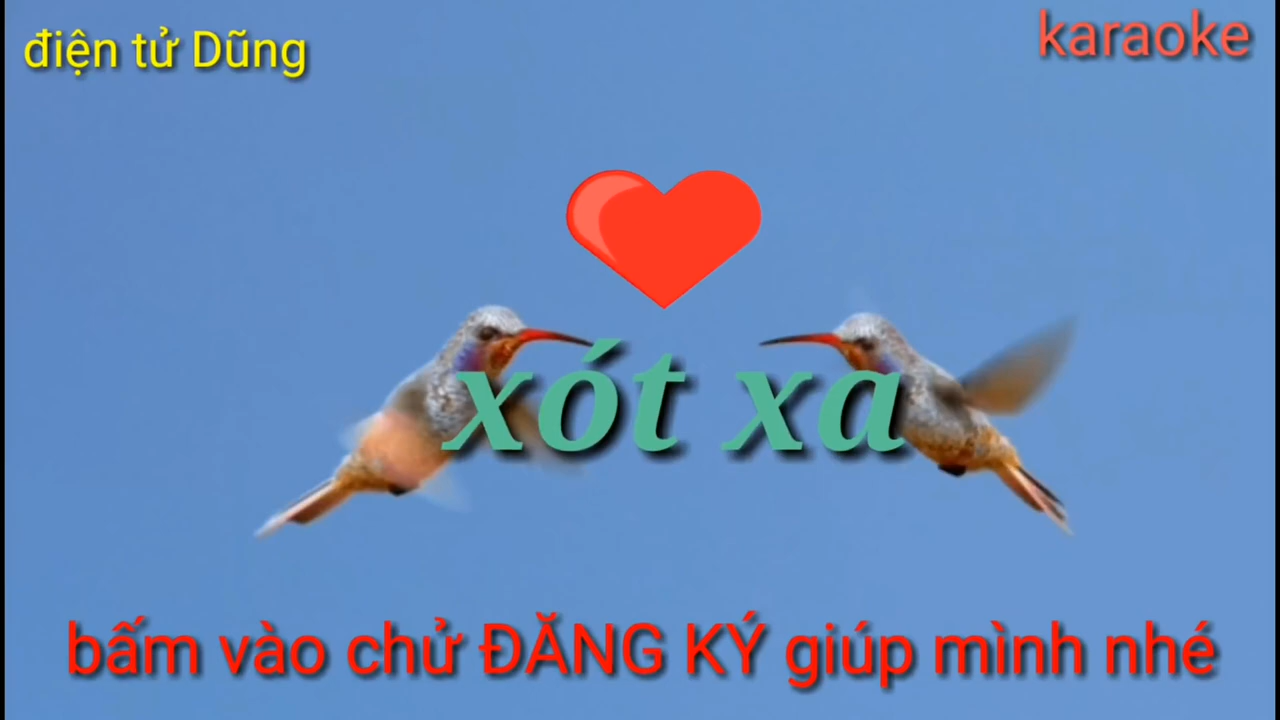 điện tử Dũng
karaoke
xót xa
bấm vào chử ĐĂNG KÝ giúp mình nhé